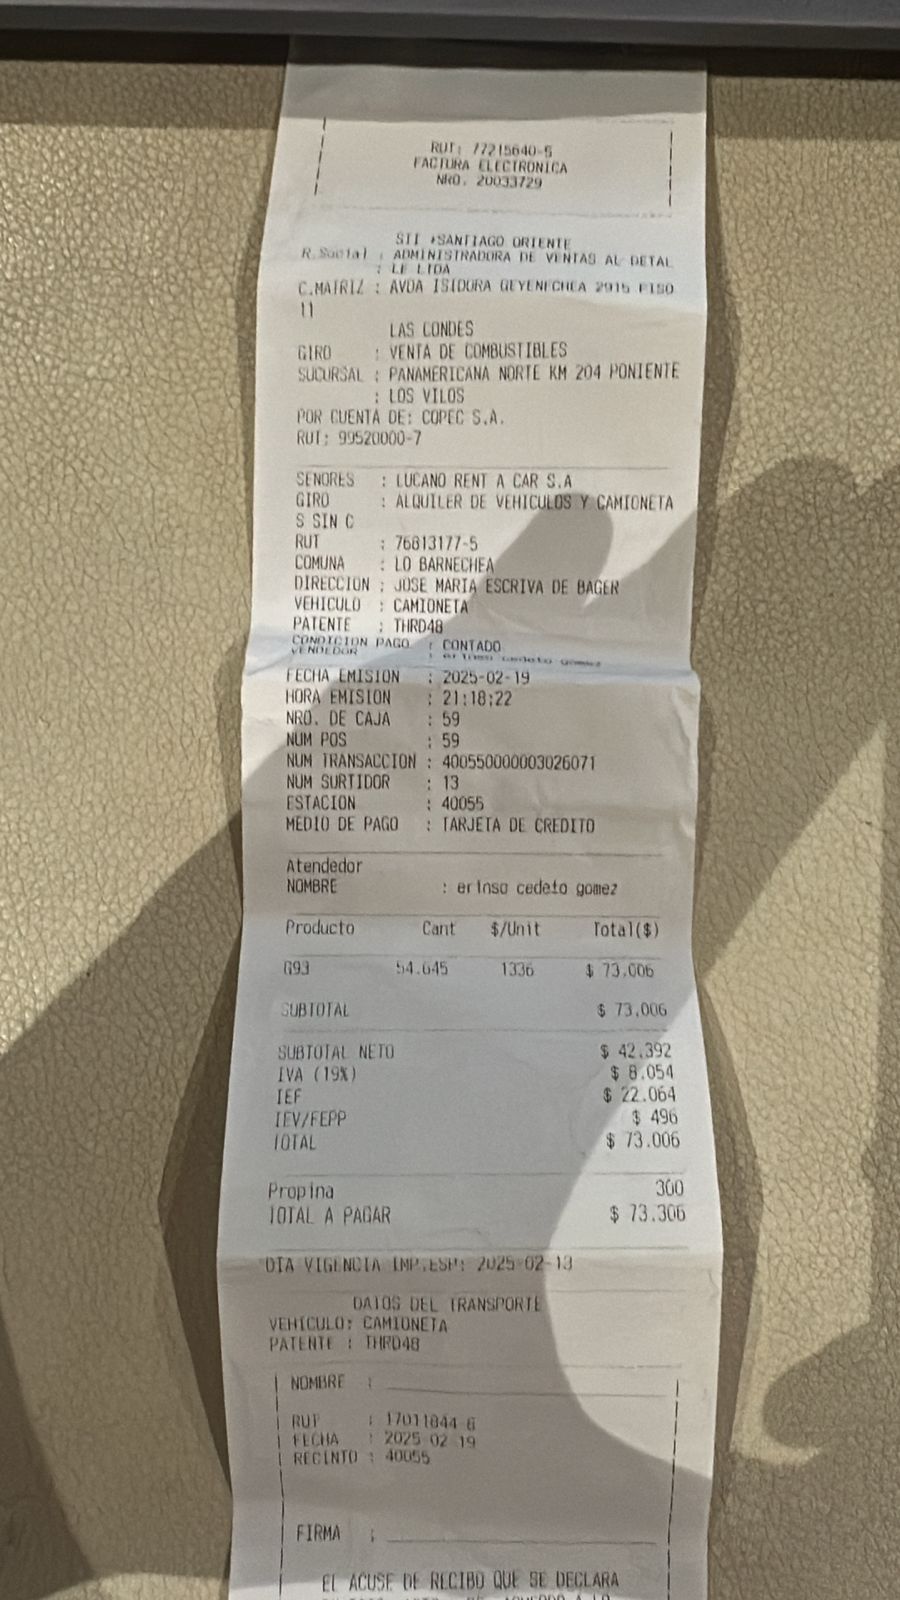 RUT: 77215640-5
FACTURA ELECTRONICA
NRO. 20033729
SII +SANTIAGO ORIENTE
R.Social : ADMINISTRADORA DE VENTAS AL DETAL
: LE LTDA
C.MATRIZ : AVDA ISIDORA GEYENECHEA 2915 PISO
11
LAS CONDES
GIRO : VENTA DE COMBUSTIBLES
SUCURSAL : PANAMERICANA NORTE KM 204 PONIENTE
: LOS VILOS
POR CUENTA DE: COPEC S.A.
RUT: 99520000-7
SENORES : LUCANO RENT A CAR S.A
GIRO : ALQUILER DE VEHICULOS Y CAMIONETA
S SIN C
RUT : 76813177-5
COMUNA : LO BARNECHEA
DIRECCION : JOSE MARIA ESCRIVA DE BAGER
VEHICULO : CAMIONETA
PATENTE : THRD48
CONDICION PAGO : CONTADO
VENDEDOR : erinso cedeto gomez
FECHA EMISION : 2025-02-19
HORA EMISION : 21:18:22
NRO. DE CAJA : 59
NUM POS : 59
NUM TRANSACCION : 400550000003026071
NUM SURTIDOR : 13
ESTACION : 40055
MEDIO DE PAGO : TARJETA DE CREDITO
Atendedor
NOMBRE : erinso cedeto gomez
Producto Cant $/Unit Total($)
G93 54.645 1336 $ 73.006
SUBTOTAL $ 73.006
SUBTOTAL NETO $ 42.392
IVA (19%) $ 8.054
IEF $ 22.064
IEV/FEPP $ 496
TOTAL $ 73.006
Propina 300
TOTAL A PAGAR $ 73.306
DIA VIGENCIA IMP.ESP: 2025-02-13
DATOS DEL TRANSPORTE
VEHICULO: CAMIONETA
PATENTE : THRD48
NOMBRE :
RUT : 17011844-6
FECHA : 2025-02-19
RECINTO : 40055
FIRMA :
EL ACUSE DE RECIBO QUE SE DECLARA